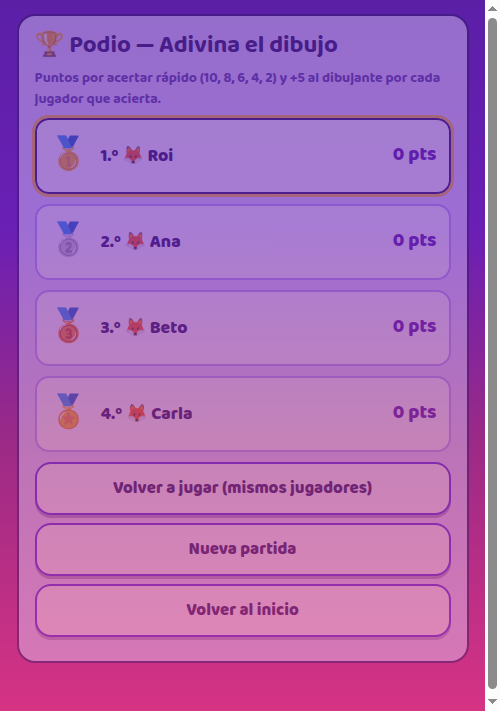 🏆 Podio — Adivina el dibujo
Puntos por acertar rápido (10, 8, 6, 4, 2) y +5 al dibujante por cada
jugador que acierta.
🥇 1.º 🦊 Roi 0 pts
🥈 2.º 🦊 Ana 0 pts
🥉 3.º 🦊 Beto 0 pts
🏅 4.º 🦊 Carla 0 pts
Volver a jugar (mismos jugadores)
Nueva partida
Volver al inicio